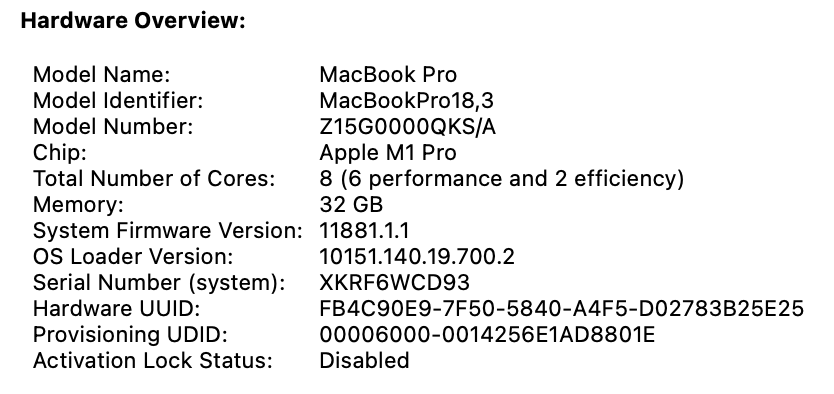 Hardware Overview:
Model Name: MacBook Pro
Model Identifier: MacBookPro18,3
Model Number: Z15G0000QKS/A
Chip: Apple M1 Pro
Total Number of Cores: 8 (6 performance and 2 efficiency)
Memory: 32 GB
System Firmware Version: 11881.1.1
OS Loader Version: 10151.140.19.700.2
Serial Number (system): XKRF6WCD93
Hardware UUID: FB4C90E9-7F50-5840-A4F5-D02783B25E25
Provisioning UDID: 00006000-0014256E1AD8801E
Activation Lock Status: Disabled